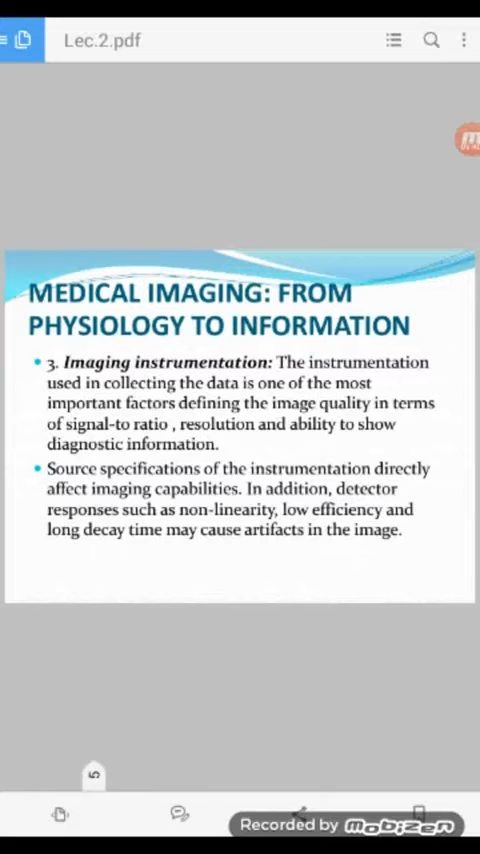 Lec.2.pdf
MEDICAL IMAGING: FROM
PHYSIOLOGY TO INFORMATION
• 3. Imaging instrumentation: The instrumentation
used in collecting the data is one of the most
important factors defining the image quality in terms
of signal-to ratio , resolution and ability to show
diagnostic information.
• Source specifications of the instrumentation directly
affect imaging capabilities. In addition, detector
responses such as non-linearity, low efficiency and
long decay time may cause artifacts in the image.
5
Recorded by mobizen